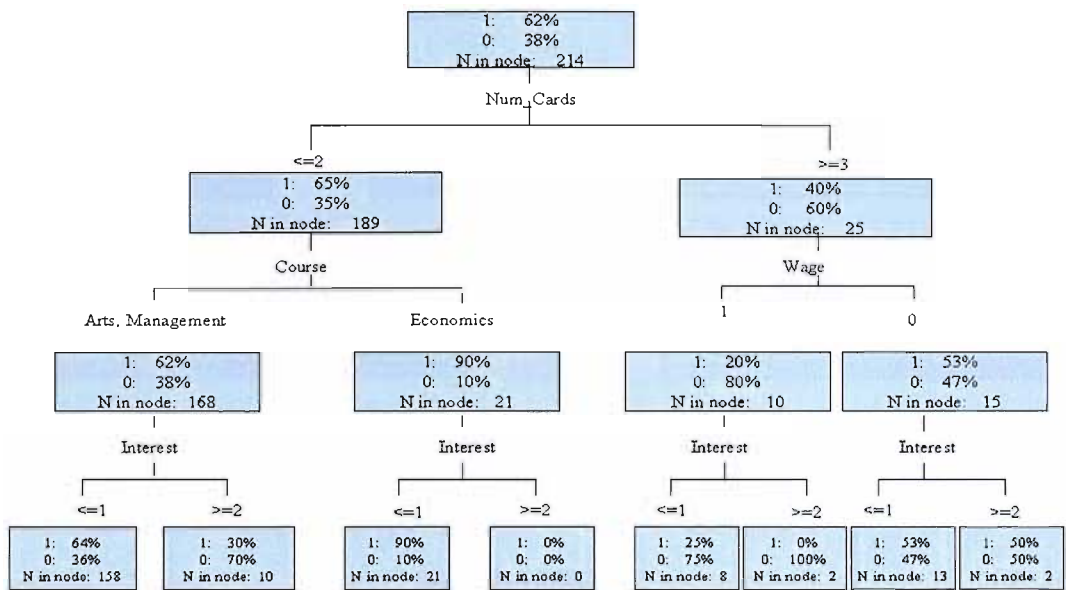 1: 62%
0: 38%
N in node: 214
Num_Cards
<=2
>=3
1: 65%
0: 35%
N in node: 189
1: 40%
0: 60%
N in node: 25
Course
Wage
Arts, Management
Economics
1
0
1: 62%
0: 38%
N in node: 168
1: 90%
0: 10%
N in node: 21
1: 20%
0: 80%
N in node: 10
1: 53%
0: 47%
N in node: 15
Interest
Interest
Interest
Interest
<=1
>=2
<=1
>=2
<=1
>=2
<=1
>=2
1: 64%
0: 36%
N in node: 158
1: 30%
0: 70%
N in node: 10
1: 90%
0: 10%
N in node: 21
1: 0%
0: 0%
N in node: 0
1: 25%
0: 75%
N in node: 8
1: 0%
0: 100%
N in node: 2
1: 53%
0: 47%
N in node: 13
1: 50%
0: 50%
N in node: 2